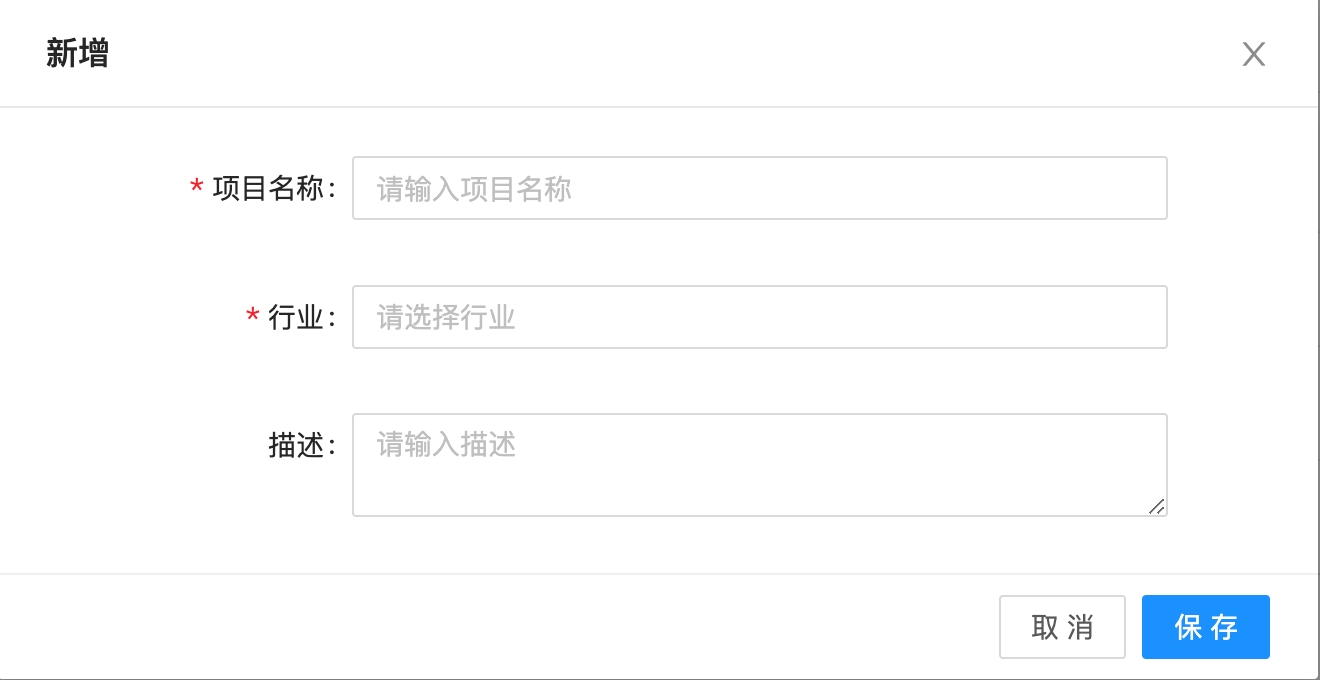 新增
* 项目名称:
请输入项目名称
* 行业:
请选择行业
描述:
请输入描述
取 消
保 存